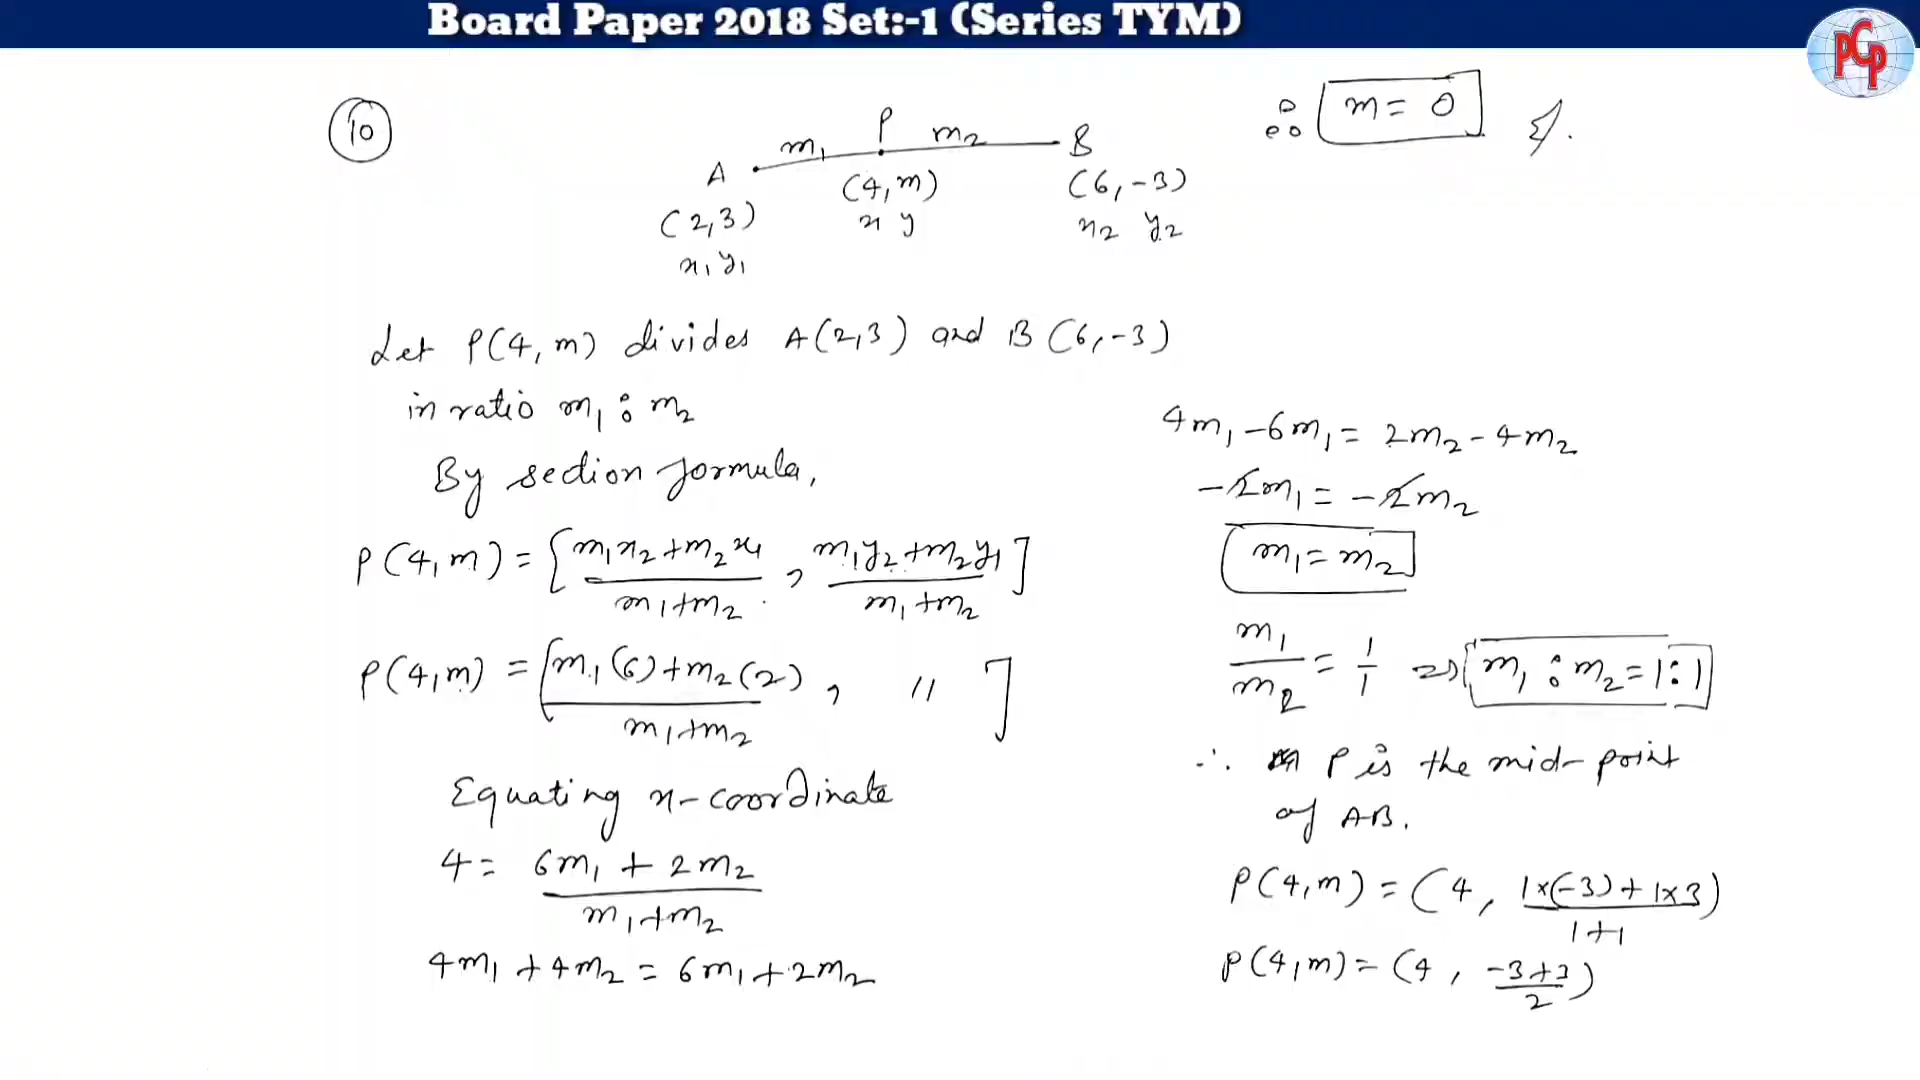 Board Paper 2018 Set:-1 (Series TYM)
PCP
10
A m₁ P m₂ B
(2,3) (4,m) (6,-3)
x₁ y₁ x y x₂ y₂
Let P(4,m) divides A(2,3) and B(6,-3)
in ratio m₁ : m₂
By section formula,
P(4,m) = [(m₁x₂+m₂x₁)/(m₁+m₂), (m₁y₂+m₂y₁)/(m₁+m₂)]
P(4,m) = [(m₁(6)+m₂(2))/(m₁+m₂), "]
Equating x-coordinate
4 = (6m₁ + 2m₂)/(m₁+m₂)
4m₁ + 4m₂ = 6m₁ + 2m₂
4m₁ - 6m₁ = 2m₂ - 4m₂
-2m₁ = -2m₂
m₁ = m₂
m₁/m₂ = 1/1 ⇒ m₁ : m₂ = 1:1
∴ P is the mid-point
of AB.
P(4,m) = (4, (1×(-3)+1×3)/(1+1))
P(4,m) = (4, (-3+3)/2)
∴ m = 0